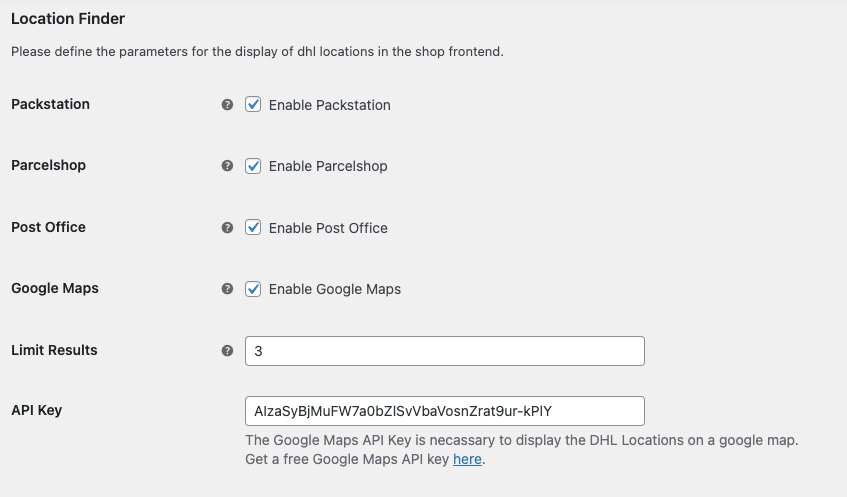 Location Finder
Please define the parameters for the display of dhl locations in the shop frontend.
Packstation ? Enable Packstation
Parcelshop ? Enable Parcelshop
Post Office ? Enable Post Office
Google Maps ? Enable Google Maps
Limit Results ? 3
API Key AIzaSyBjMuFW7a0bZISvVbaVosnZrat9ur-kPIY
The Google Maps API Key is necassary to display the DHL Locations on a google map.
Get a free Google Maps API key here.